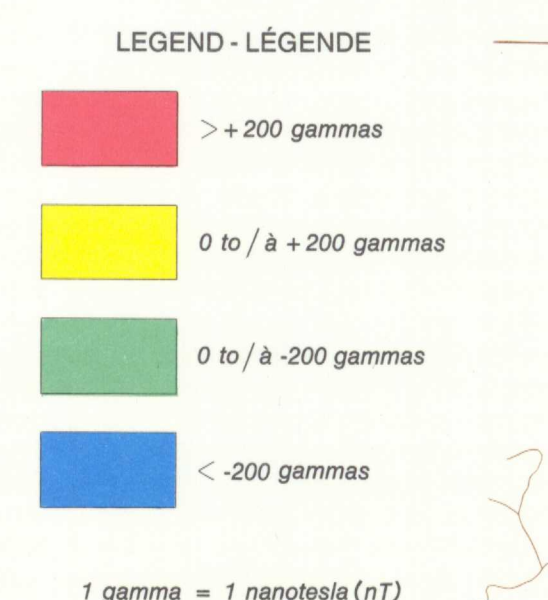 LEGEND - LÉGENDE
> + 200 gammas
0 to / à + 200 gammas
0 to / à -200 gammas
< -200 gammas
1 gamma = 1 nanotesla (nT)